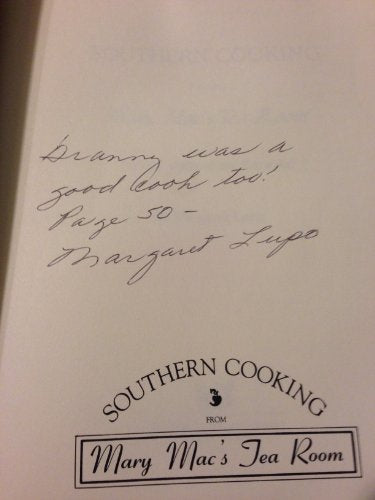 Granny was a
good Cook too!
Page 50 -
Margaret Lupo
SOUTHERN COOKING
FROM
Mary Mac's Tea Room